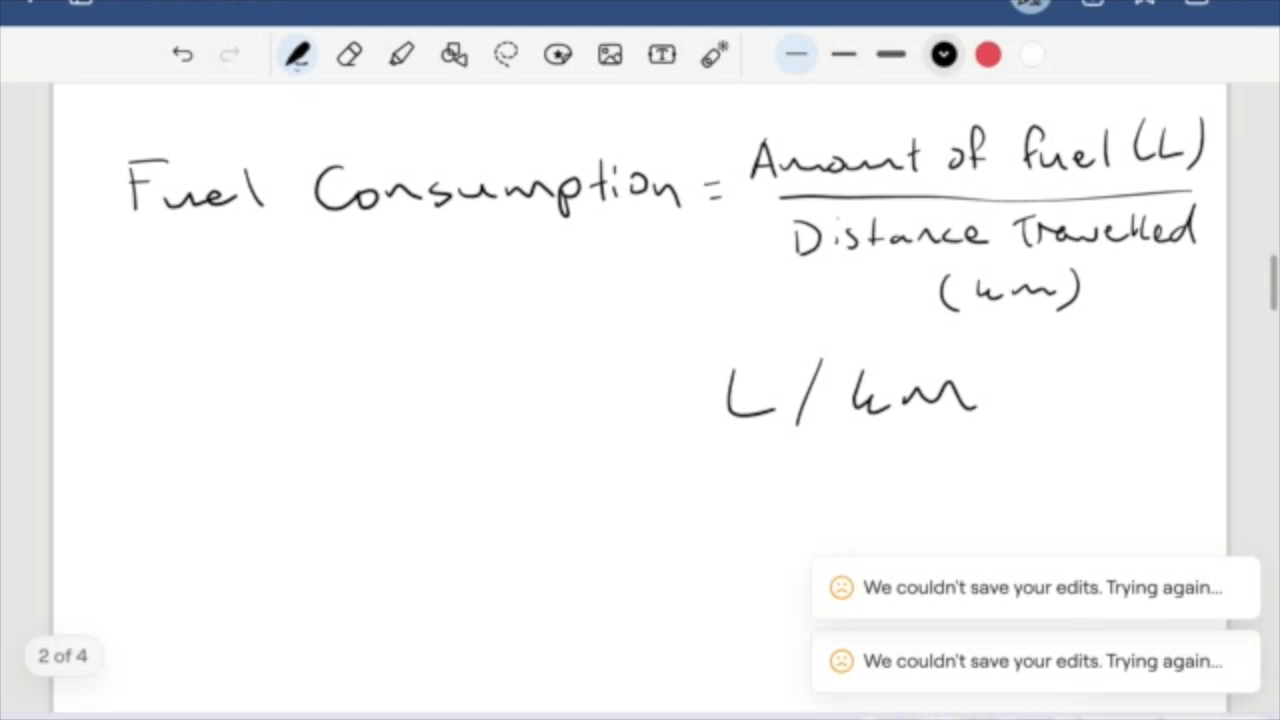 Fuel Consumption = Amount of fuel (L)
Distance Travelled
(km)
L/km
We couldn't save your edits. Trying again...
We couldn't save your edits. Trying again...
2 of 4